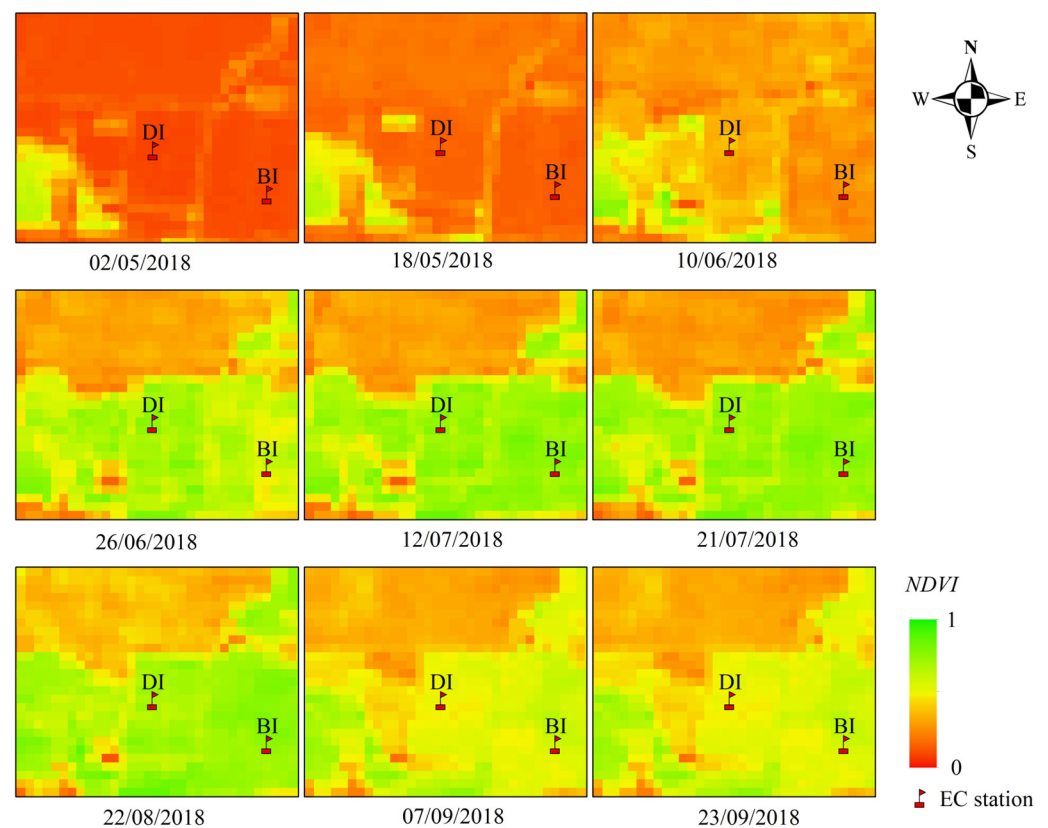 N
W E
S
DI
BI
02/05/2018
DI
BI
18/05/2018
DI
BI
10/06/2018
DI
BI
26/06/2018
DI
BI
12/07/2018
DI
BI
21/07/2018
DI
BI
22/08/2018
DI
BI
07/09/2018
DI
BI
23/09/2018
NDVI
1
0
EC station